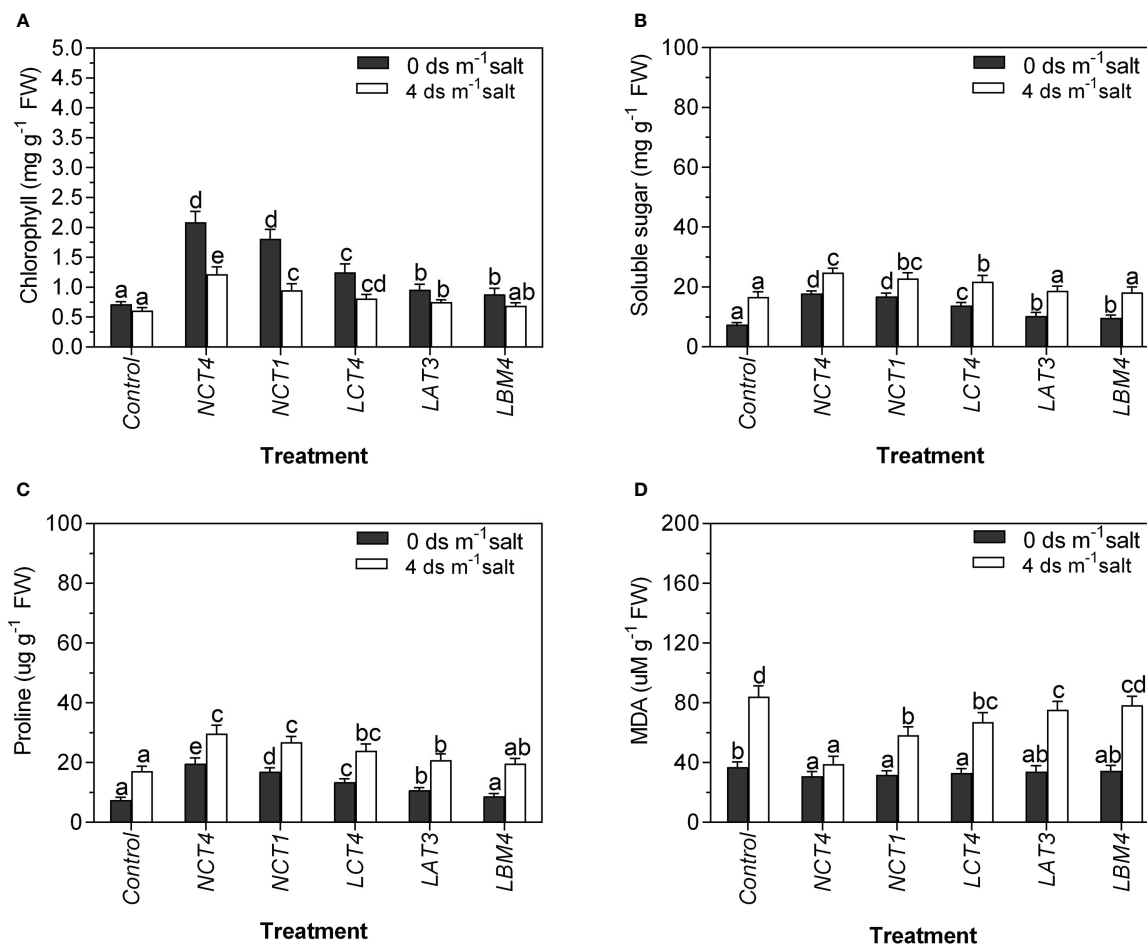 A
Chlorophyll (mg g⁻¹ FW)
5.0
4.5
4.0
3.5
3.0
2.5
2.0
1.5
1.0
0.5
0.0
0 ds m⁻¹salt
4 ds m⁻¹salt
a a d e d c c cd b b b ab
Control NCT4 NCT1 LCT4 LAT3 LBM4
Treatment
B
Soluble sugar (mg g⁻¹ FW)
100
80
60
40
20
0
0 ds m⁻¹salt
4 ds m⁻¹salt
a a d c d bc c b b a b a
Control NCT4 NCT1 LCT4 LAT3 LBM4
Treatment
C
Proline (ug g⁻¹ FW)
100
80
60
40
20
0
0 ds m⁻¹salt
4 ds m⁻¹salt
a a e c d c c bc b b a ab
Control NCT4 NCT1 LCT4 LAT3 LBM4
Treatment
D
MDA (uM g⁻¹ FW)
200
160
120
80
40
0
0 ds m⁻¹salt
4 ds m⁻¹salt
b d a a a b a bc ab c ab cd
Control NCT4 NCT1 LCT4 LAT3 LBM4
Treatment